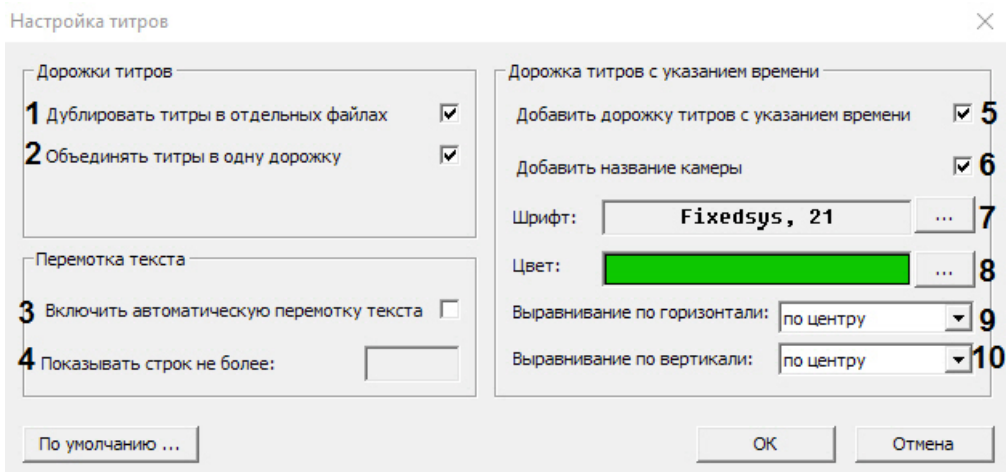 Настройка титров
Дорожки титров
1 Дублировать титры в отдельных файлах
2 Объединять титры в одну дорожку
Перемотка текста
3 Включить автоматическую перемотку текста
4 Показывать строк не более:
Дорожка титров с указанием времени
Добавить дорожку титров с указанием времени 5
Добавить название камеры 6
Шрифт: Fixedsys, 21 ... 7
Цвет: ... 8
Выравнивание по горизонтали: по центру 9
Выравнивание по вертикали: по центру 10
По умолчанию ... OK Отмена